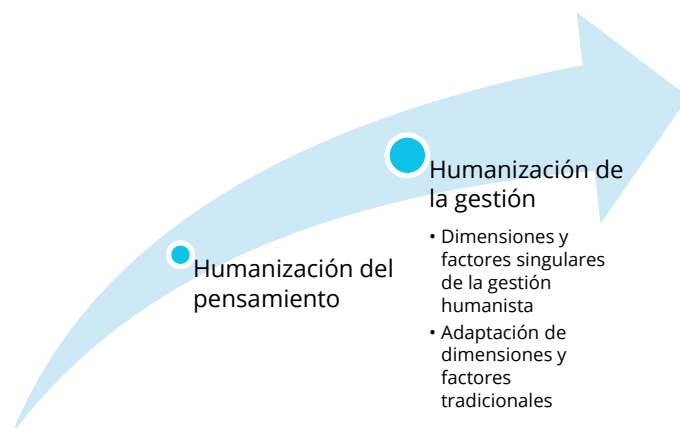 Humanización del
pensamiento
Humanización de
la gestión
• Dimensiones y
factores singulares
de la gestión
humanista
• Adaptación de
dimensiones y
factores
tradicionales